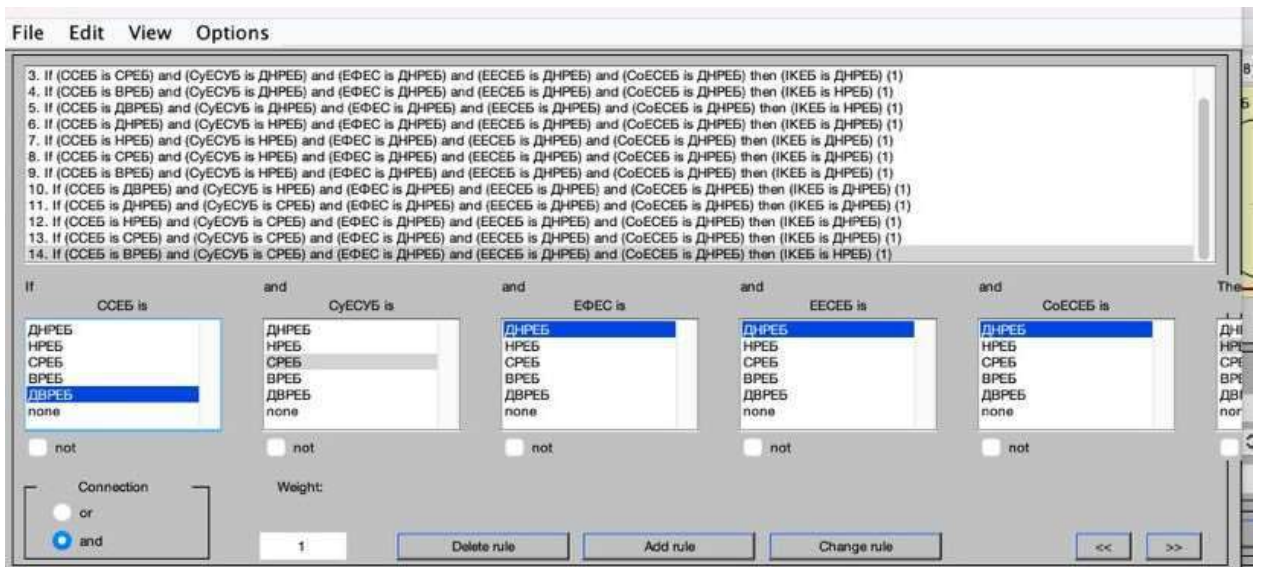 File Edit View Options
3. If (ССЕБ is СРЕБ) and (СуЕСУБ is ДНРЕБ) and (ЕФЕС is ДНРЕБ) and (ЕЕСЕБ is ДНРЕБ) and (СоЕСЕБ is ДНРЕБ) then (ІКЕБ is ДНРЕБ) (1)
4. If (ССЕБ is ВРЕБ) and (СуЕСУБ is ДНРЕБ) and (ЕФЕС is ДНРЕБ) and (ЕЕСЕБ is ДНРЕБ) and (СоЕСЕБ is ДНРЕБ) then (ІКЕБ is НРЕБ) (1)
5. If (ССЕБ is ДВРЕБ) and (СуЕСУБ is ДНРЕБ) and (ЕФЕС is ДНРЕБ) and (ЕЕСЕБ is ДНРЕБ) and (СоЕСЕБ is ДНРЕБ) then (ІКЕБ is НРЕБ) (1)
6. If (ССЕБ is ДНРЕБ) and (СуЕСУБ is НРЕБ) and (ЕФЕС is ДНРЕБ) and (ЕЕСЕБ is ДНРЕБ) and (СоЕСЕБ is ДНРЕБ) then (ІКЕБ is ДНРЕБ) (1)
7. If (ССЕБ is НРЕБ) and (СуЕСУБ is НРЕБ) and (ЕФЕС is ДНРЕБ) and (ЕЕСЕБ is ДНРЕБ) and (СоЕСЕБ is ДНРЕБ) then (ІКЕБ is ДНРЕБ) (1)
8. If (ССЕБ is СРЕБ) and (СуЕСУБ is НРЕБ) and (ЕФЕС is ДНРЕБ) and (ЕЕСЕБ is ДНРЕБ) and (СоЕСЕБ is ДНРЕБ) then (ІКЕБ is ДНРЕБ) (1)
9. If (ССЕБ is ВРЕБ) and (СуЕСУБ is НРЕБ) and (ЕФЕС is ДНРЕБ) and (ЕЕСЕБ is ДНРЕБ) and (СоЕСЕБ is ДНРЕБ) then (ІКЕБ is ДНРЕБ) (1)
10. If (ССЕБ is ДВРЕБ) and (СуЕСУБ is НРЕБ) and (ЕФЕС is ДНРЕБ) and (ЕЕСЕБ is ДНРЕБ) and (СоЕСЕБ is ДНРЕБ) then (ІКЕБ is ДНРЕБ) (1)
11. If (ССЕБ is ДНРЕБ) and (СуЕСУБ is СРЕБ) and (ЕФЕС is ДНРЕБ) and (ЕЕСЕБ is ДНРЕБ) and (СоЕСЕБ is ДНРЕБ) then (ІКЕБ is ДНРЕБ) (1)
12. If (ССЕБ is НРЕБ) and (СуЕСУБ is СРЕБ) and (ЕФЕС is ДНРЕБ) and (ЕЕСЕБ is ДНРЕБ) and (СоЕСЕБ is ДНРЕБ) then (ІКЕБ is ДНРЕБ) (1)
13. If (ССЕБ is СРЕБ) and (СуЕСУБ is СРЕБ) and (ЕФЕС is ДНРЕБ) and (ЕЕСЕБ is ДНРЕБ) and (СоЕСЕБ is ДНРЕБ) then (ІКЕБ is ДНРЕБ) (1)
14. If (ССЕБ is ВРЕБ) and (СуЕСУБ is СРЕБ) and (ЕФЕС is ДНРЕБ) and (ЕЕСЕБ is ДНРЕБ) and (СоЕСЕБ is ДНРЕБ) then (ІКЕБ is НРЕБ) (1)
If and and and and The
ССЕБ is СуЕСУБ is ЕФЕС is ЕЕСЕБ is СоЕСЕБ is
ДНРЕБ ДНРЕБ ДНРЕБ ДНРЕБ ДНРЕБ
НРЕБ НРЕБ НРЕБ НРЕБ НРЕБ
СРЕБ СРЕБ СРЕБ СРЕБ СРЕБ
ВРЕБ ВРЕБ ВРЕБ ВРЕБ ВРЕБ
ДВРЕБ ДВРЕБ ДВРЕБ ДВРЕБ ДВРЕБ
none none none none none
not not not not not
Connection Weight:
or
and 1 Delete rule Add rule Change rule << >>